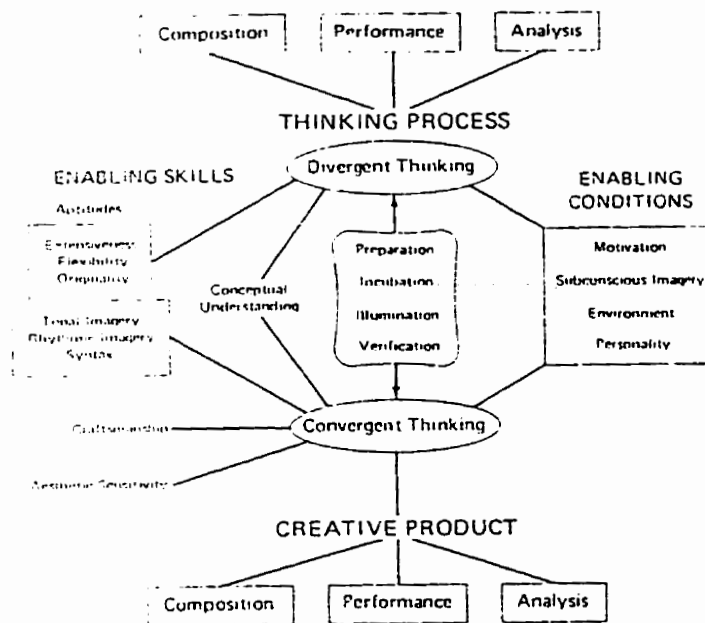 Composition
Performance
Analysis
THINKING PROCESS
Divergent Thinking
ENABLING SKILLS
Aptitudes
Extensiveness
Flexibility
Originality
Tonal Imagery
Rhythmic Imagery
Syntax
Conceptual
Understanding
Craftsmanship
Aesthetic Sensitivity
Preparation
Incubation
Illumination
Verification
ENABLING
CONDITIONS
Motivation
Subconscious Imagery
Environment
Personality
Convergent Thinking
CREATIVE PRODUCT
Composition
Performance
Analysis